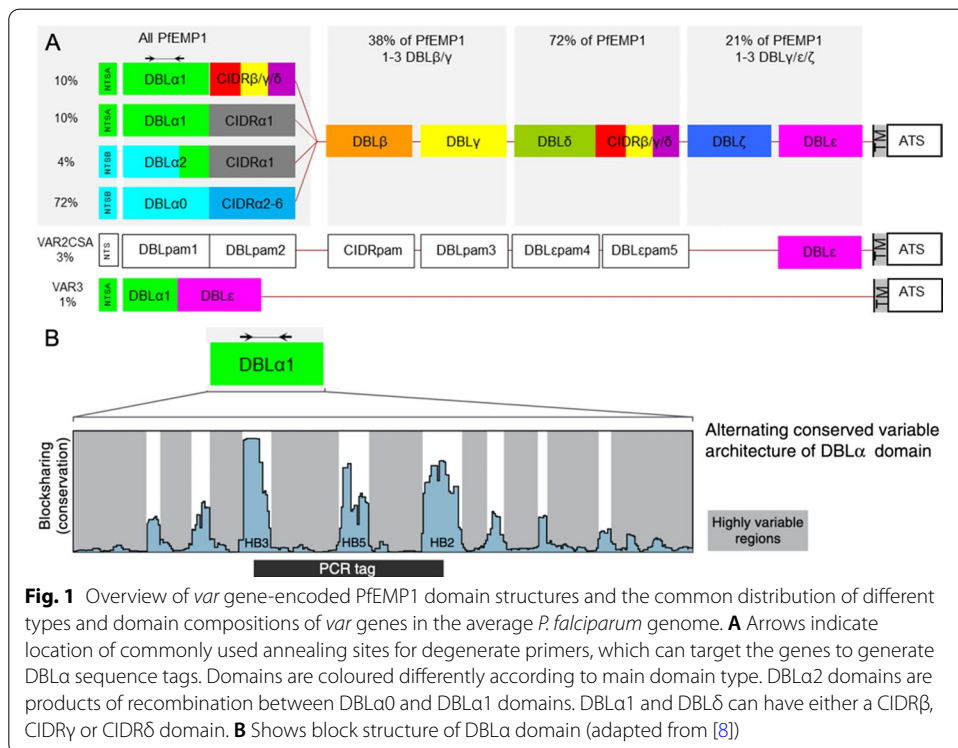 A
All PfEMP1
38% of PfEMP1
1-3 DBLβ/γ
72% of PfEMP1
21% of PfEMP1
1-3 DBLγ/ε/ζ
10%
NTSA
DBLα1
CIDRβ/γ/δ
10%
NTSA
DBLα1
CIDRα1
DBLβ
DBLγ
DBLδ
CIDRβ/γ/δ
DBLζ
DBLε
TM
ATS
4%
NTSB
DBLα2
CIDRα1
72%
NTSB
DBLα0
CIDRα2-6
VAR2CSA
3%
NTS
DBLpam1
DBLpam2
CIDRpam
DBLpam3
DBLεpam4
DBLεpam5
DBLε
TM
ATS
VAR3
1%
NTSA
DBLα1
DBLε
TM
ATS
B
DBLα1
Blocksharing
(conservation)
HB3
HB5
HB2
PCR tag
Alternating conserved variable
architecture of DBLα domain
Highly variable
regions
Fig. 1 Overview of var gene-encoded PfEMP1 domain structures and the common distribution of different
types and domain compositions of var genes in the average P. falciparum genome. A Arrows indicate
location of commonly used annealing sites for degenerate primers, which can target the genes to generate
DBLα sequence tags. Domains are coloured differently according to main domain type. DBLα2 domains are
products of recombination between DBLα0 and DBLα1 domains. DBLα1 and DBLδ can have either a CIDRβ,
CIDRγ or CIDRδ domain. B Shows block structure of DBLα domain (adapted from [8])